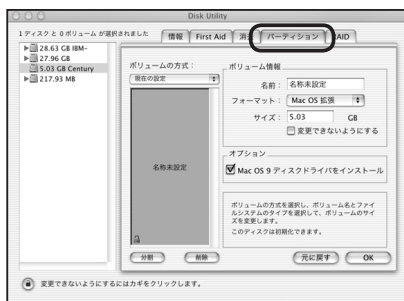 Disk Utility
1 ディスク と 0 ボリューム が選択されました
情報 First Aid 消去 パーティション RAID
28.63 GB IBM-
27.96 GB
5.03 GB Century
217.93 MB
ボリュームの方式：
現在の設定
名称未設定
分割 削除
ボリューム情報
名前： 名称未設定
フォーマット： Mac OS 拡張
サイズ： 5.03 GB
変更できないようにする
オプション
Mac OS 9 ディスクドライバをインストール
ボリュームの方式を選択し、ボリューム名とファイ
ルシステムのタイプを選択して、ボリュームのサイ
ズを変更します。
このディスクは初期化できます。
元に戻す OK
変更できないようにするにはカギをクリックします。